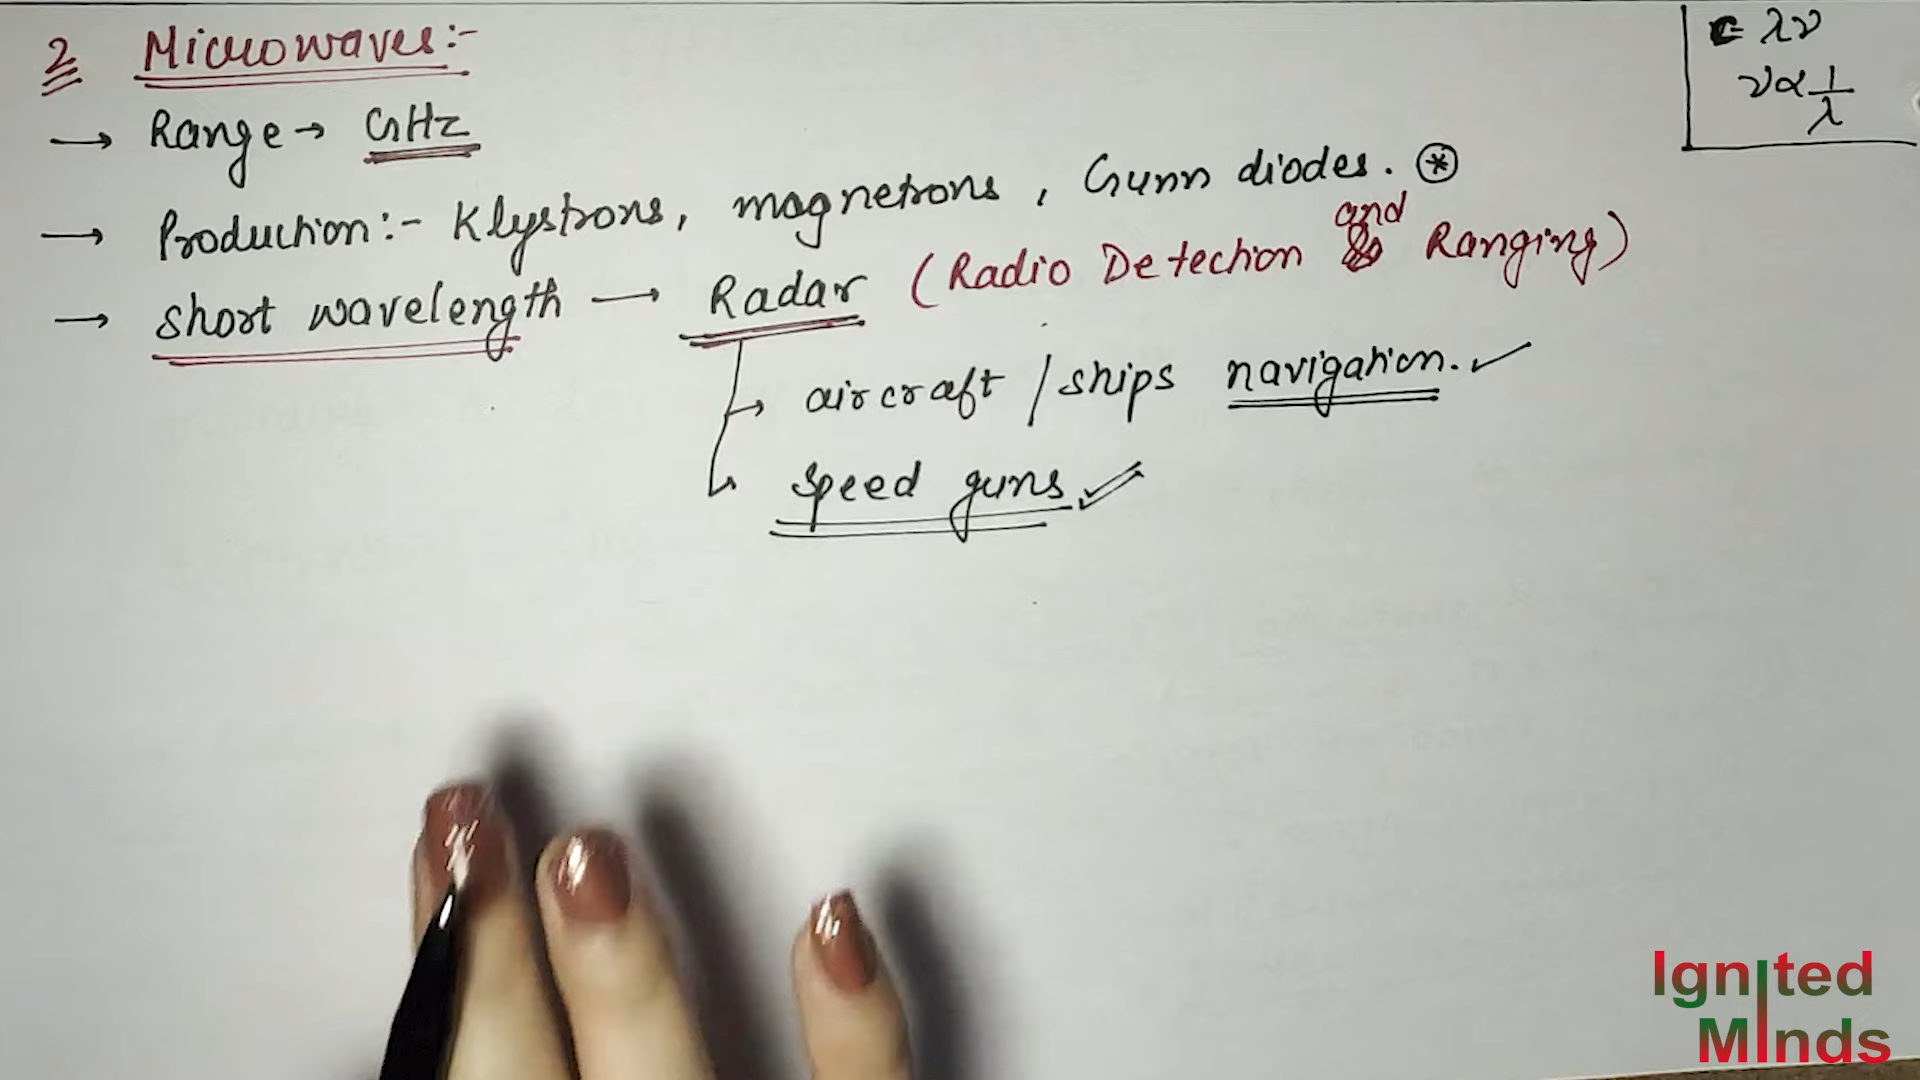 2 Microwaves:-
→ Range → GHz
→ Production:- Klystrons, magnetrons, Gunn diodes. *
→ short wavelength → Radar (Radio Detection and Ranging)
→ aircraft / ships navigation. ✓
→ Speed guns ✓
c = λν
ν ∝ 1/λ
Ignited
Minds